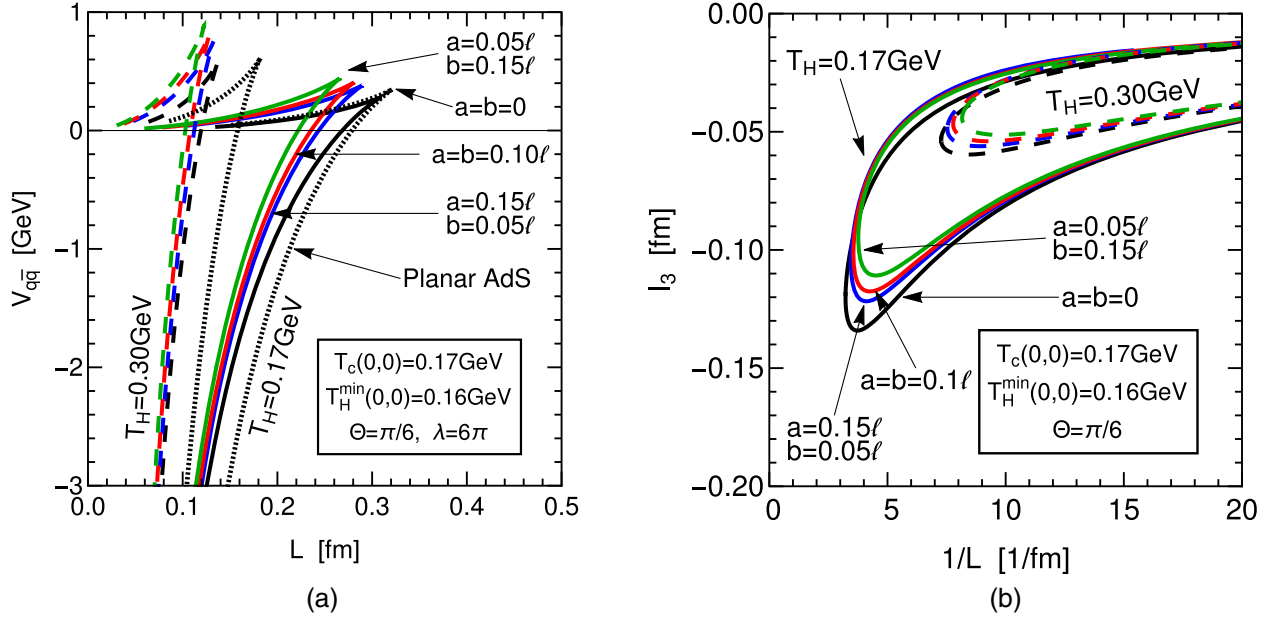 1
0
−1
−2
−3
0.0
0.1
0.2
0.3
0.4
0.5
V_{qq̅} [GeV]
L [fm]
a=0.05ℓ
b=0.15ℓ
a=b=0
a=b=0.10ℓ
a=0.15ℓ
b=0.05ℓ
Planar AdS
T_H=0.30GeV
T_H=0.17GeV
T_c(0,0)=0.17GeV
T_H^{min}(0,0)=0.16GeV
Θ=π/6, λ=6π
(a)
0.00
−0.05
−0.10
−0.15
−0.20
0
5
10
15
20
I_3 [fm]
1/L [1/fm]
T_H=0.17GeV
T_H=0.30GeV
a=0.05ℓ
b=0.15ℓ
a=b=0
a=b=0.1ℓ
a=0.15ℓ
b=0.05ℓ
T_c(0,0)=0.17GeV
T_H^{min}(0,0)=0.16GeV
Θ=π/6
(b)